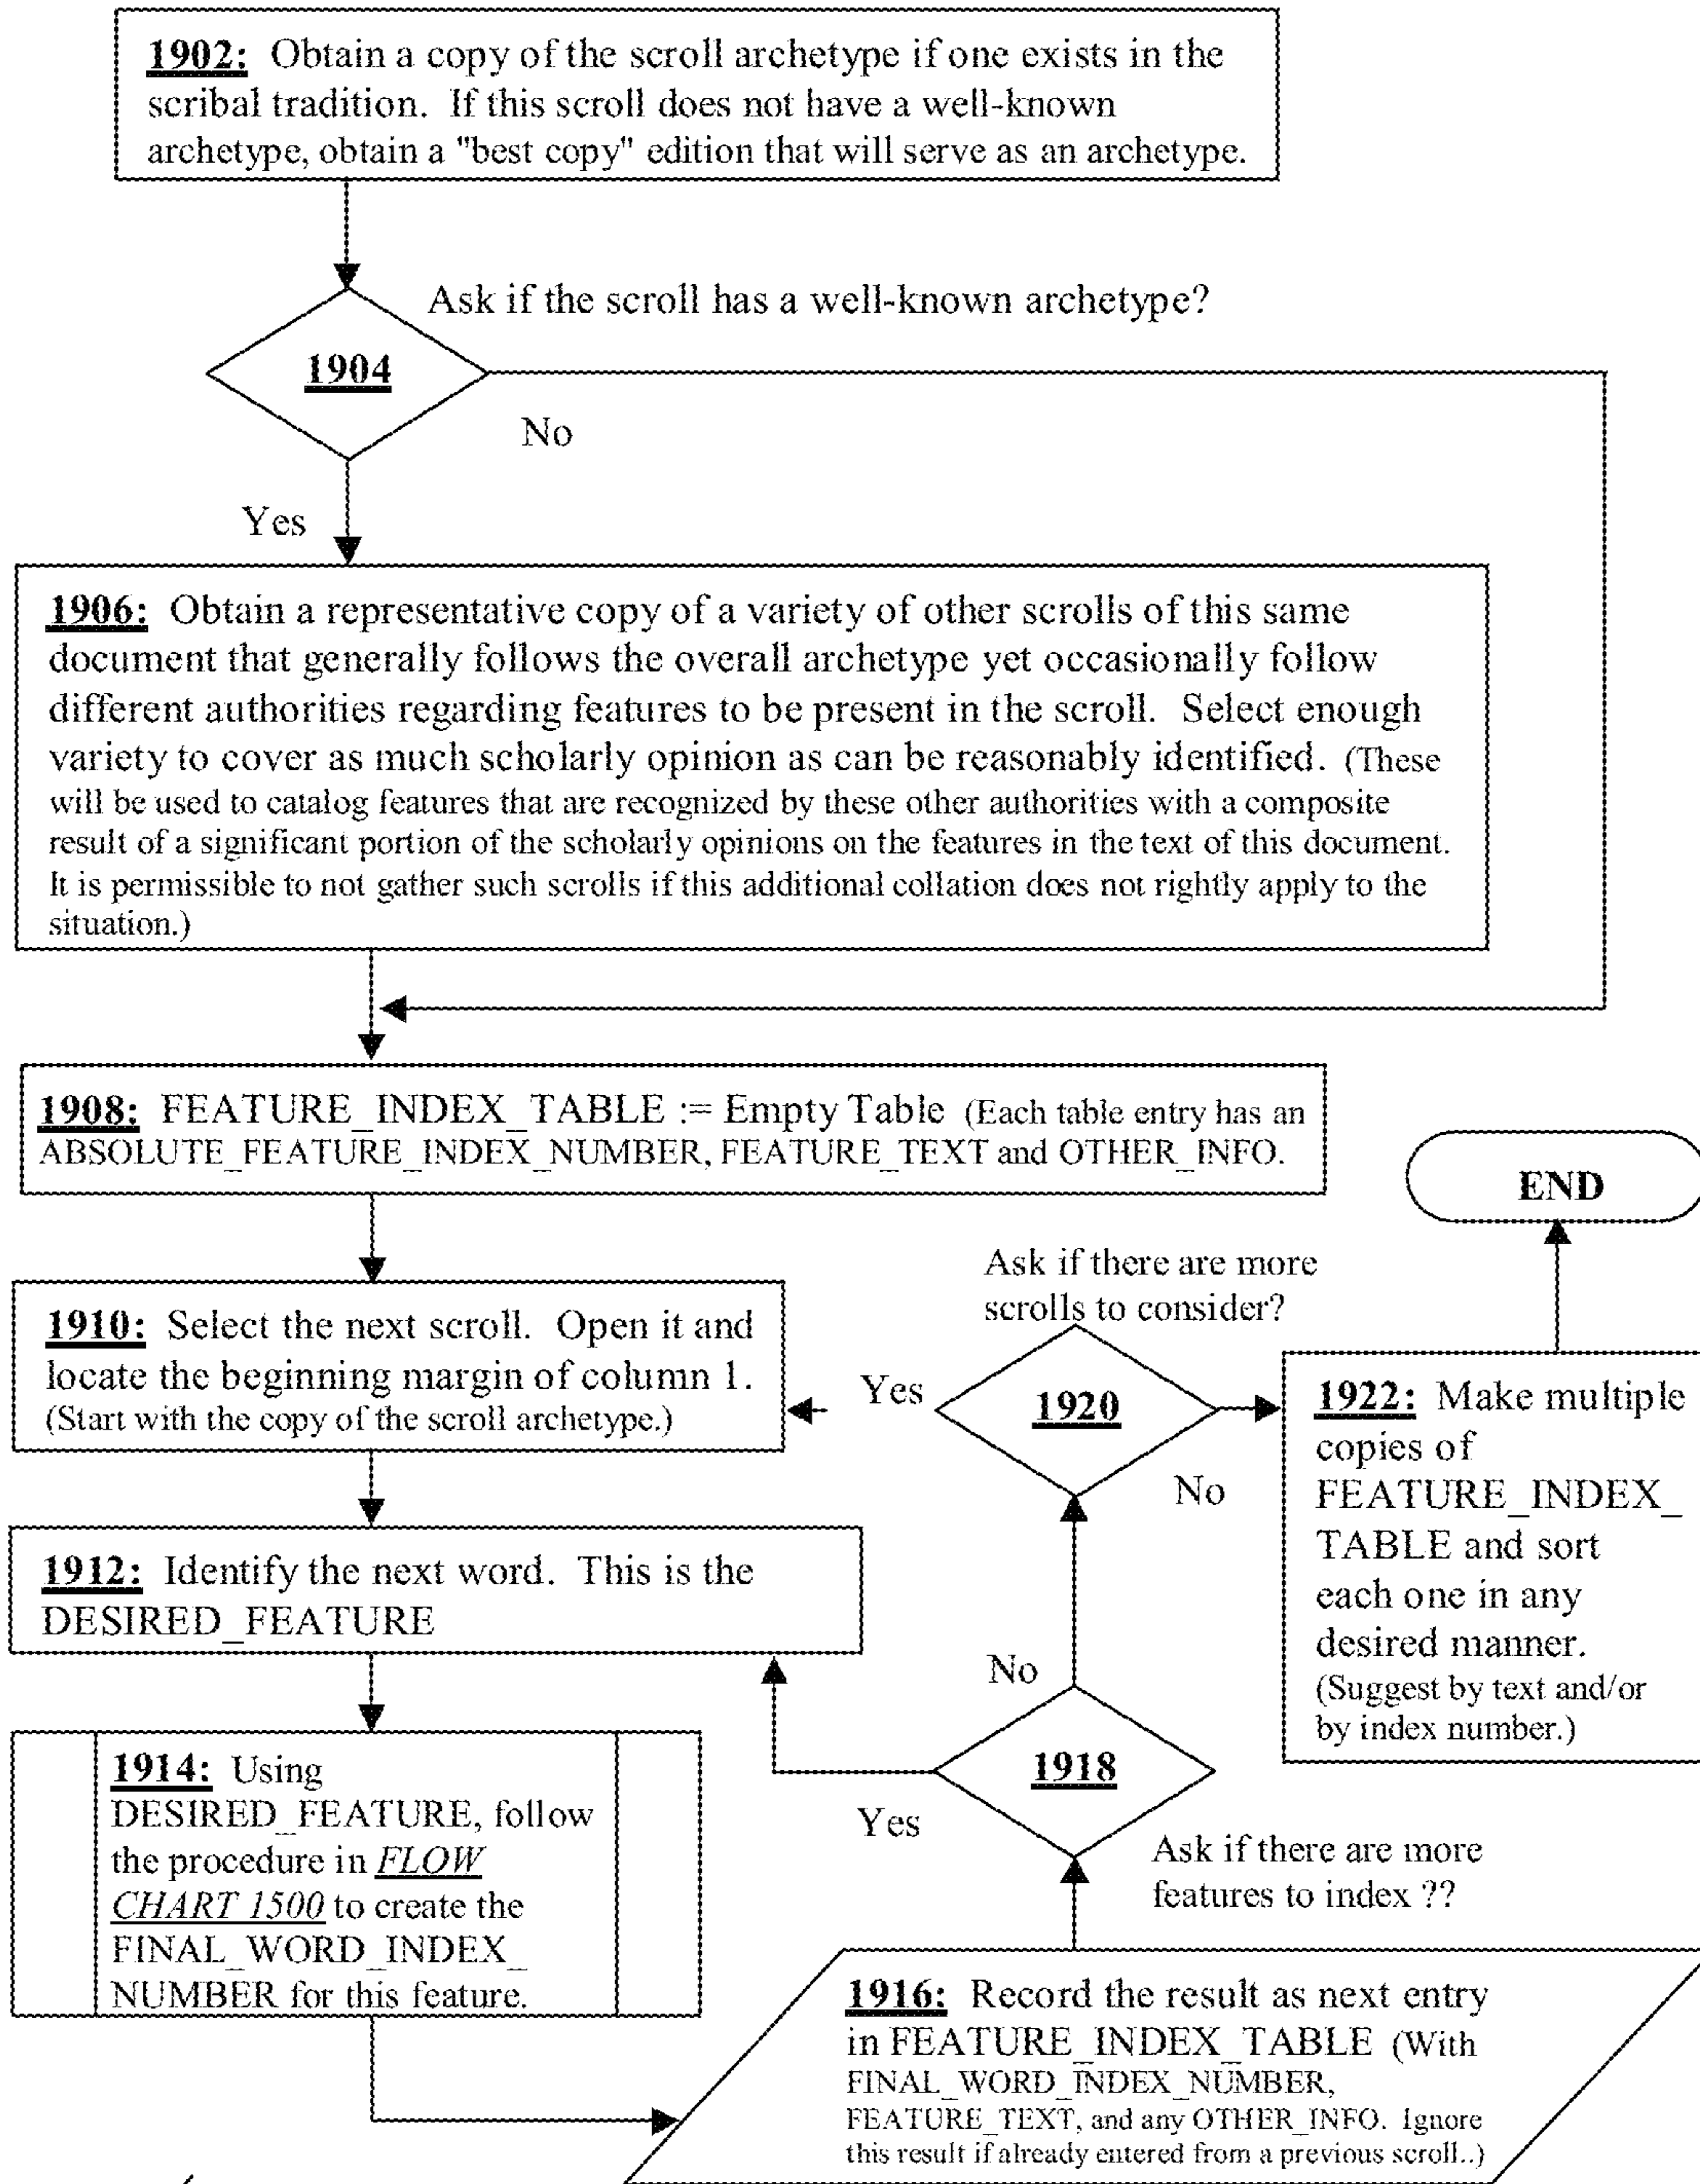 1902: Obtain a copy of the scroll archetype if one exists in the
scribal tradition. If this scroll does not have a well-known
archetype, obtain a "best copy" edition that will serve as an archetype.
Ask if the scroll has a well-known archetype?
1904
No
Yes
1906: Obtain a representative copy of a variety of other scrolls of this same
document that generally follows the overall archetype yet occasionally follow
different authorities regarding features to be present in the scroll. Select enough
variety to cover as much scholarly opinion as can be reasonably identified. (These
will be used to catalog features that are recognized by these other authorities with a composite
result of a significant portion of the scholarly opinions on the features in the text of this document.
It is permissible to not gather such scrolls if this additional collation does not rightly apply to the
situation.)
1908: FEATURE_INDEX_TABLE := Empty Table (Each table entry has an
ABSOLUTE_FEATURE_INDEX_NUMBER, FEATURE_TEXT and OTHER_INFO.
END
1910: Select the next scroll. Open it and
locate the beginning margin of column 1.
(Start with the copy of the scroll archetype.)
Ask if there are more
scrolls to consider?
Yes
1920
No
1922: Make multiple
copies of
FEATURE_INDEX_
TABLE and sort
each one in any
desired manner.
(Suggest by text and/or
by index number.)
1912: Identify the next word. This is the
DESIRED_FEATURE
No
1918
Yes
Ask if there are more
features to index ??
1914: Using
DESIRED_FEATURE, follow
the procedure in FLOW
CHART 1500 to create the
FINAL_WORD_INDEX_
NUMBER for this feature.
1916: Record the result as next entry
in FEATURE_INDEX_TABLE (With
FINAL_WORD_INDEX_NUMBER,
FEATURE_TEXT, and any OTHER_INFO. Ignore
this result if already entered from a previous scroll..)